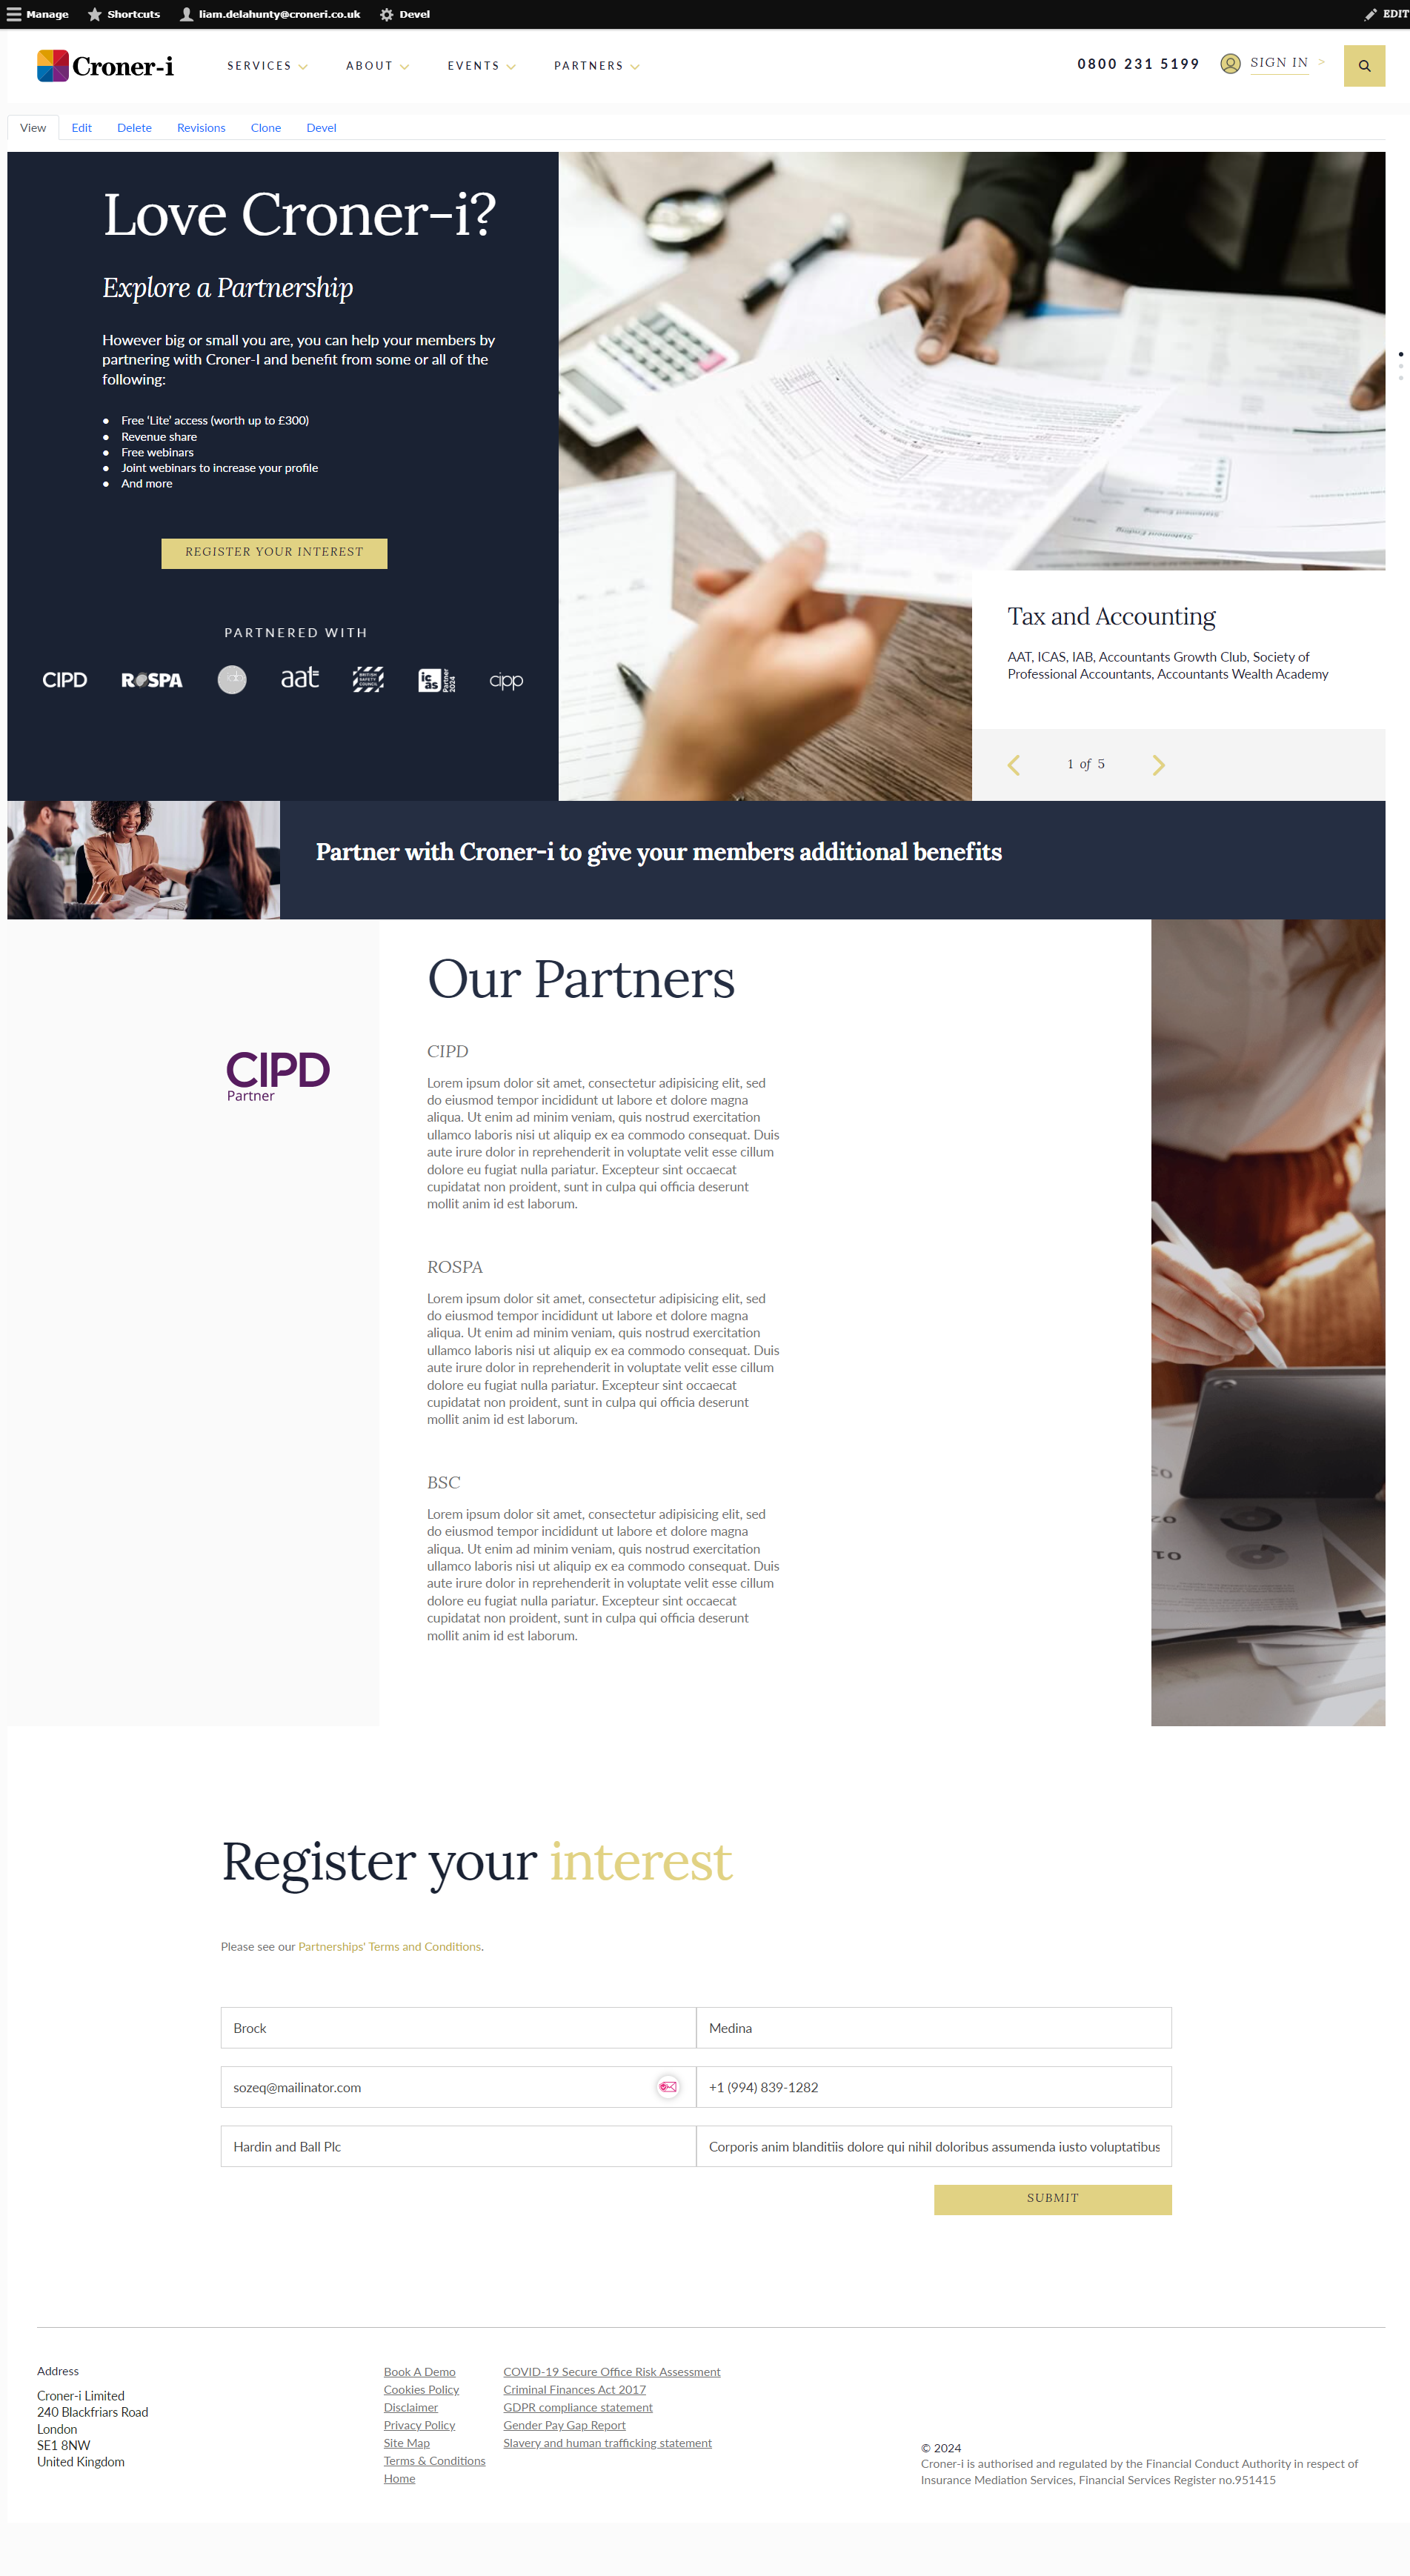 Manage Shortcuts liam.delahunty@croneri.co.uk Devel EDIT
Croner-i SERVICES ABOUT EVENTS PARTNERS 0800 231 5199 SIGN IN >
View Edit Delete Revisions Clone Devel
Love Croner-i?
Explore a Partnership
However big or small you are, you can help your members by
partnering with Croner-I and benefit from some or all of the
following:
Free ‘Lite’ access (worth up to £300)
Revenue share
Free webinars
Joint webinars to increase your profile
And more
REGISTER YOUR INTEREST
PARTNERED WITH
CIPD ROSPA aat BRITISH SAFETY COUNCIL icas Partner 2024 cipp
Statement Finding
Tax and Accounting
AAT, ICAS, IAB, Accountants Growth Club, Society of
Professional Accountants, Accountants Wealth Academy
1 of 5
Partner with Croner-i to give your members additional benefits
Our Partners
CIPD
Partner
CIPD
Lorem ipsum dolor sit amet, consectetur adipisicing elit, sed
do eiusmod tempor incididunt ut labore et dolore magna
aliqua. Ut enim ad minim veniam, quis nostrud exercitation
ullamco laboris nisi ut aliquip ex ea commodo consequat. Duis
aute irure dolor in reprehenderit in voluptate velit esse cillum
dolore eu fugiat nulla pariatur. Excepteur sint occaecat
cupidatat non proident, sunt in culpa qui officia deserunt
mollit anim id est laborum.
ROSPA
Lorem ipsum dolor sit amet, consectetur adipisicing elit, sed
do eiusmod tempor incididunt ut labore et dolore magna
aliqua. Ut enim ad minim veniam, quis nostrud exercitation
ullamco laboris nisi ut aliquip ex ea commodo consequat. Duis
aute irure dolor in reprehenderit in voluptate velit esse cillum
dolore eu fugiat nulla pariatur. Excepteur sint occaecat
cupidatat non proident, sunt in culpa qui officia deserunt
mollit anim id est laborum.
BSC
Lorem ipsum dolor sit amet, consectetur adipisicing elit, sed
do eiusmod tempor incididunt ut labore et dolore magna
aliqua. Ut enim ad minim veniam, quis nostrud exercitation
ullamco laboris nisi ut aliquip ex ea commodo consequat. Duis
aute irure dolor in reprehenderit in voluptate velit esse cillum
dolore eu fugiat nulla pariatur. Excepteur sint occaecat
cupidatat non proident, sunt in culpa qui officia deserunt
mollit anim id est laborum.
01
Register your interest
Please see our Partnerships' Terms and Conditions.
Brock Medina
sozeq@mailinator.com +1 (994) 839-1282
Hardin and Ball Plc Corporis anim blanditiis dolore qui nihil doloribus assumenda iusto voluptatibus
SUBMIT
Address
Croner-i Limited
240 Blackfriars Road
London
SE1 8NW
United Kingdom
Book A Demo
Cookies Policy
Disclaimer
Privacy Policy
Site Map
Terms & Conditions
Home
COVID-19 Secure Office Risk Assessment
Criminal Finances Act 2017
GDPR compliance statement
Gender Pay Gap Report
Slavery and human trafficking statement
© 2024
Croner-i is authorised and regulated by the Financial Conduct Authority in respect of
Insurance Mediation Services, Financial Services Register no.951415